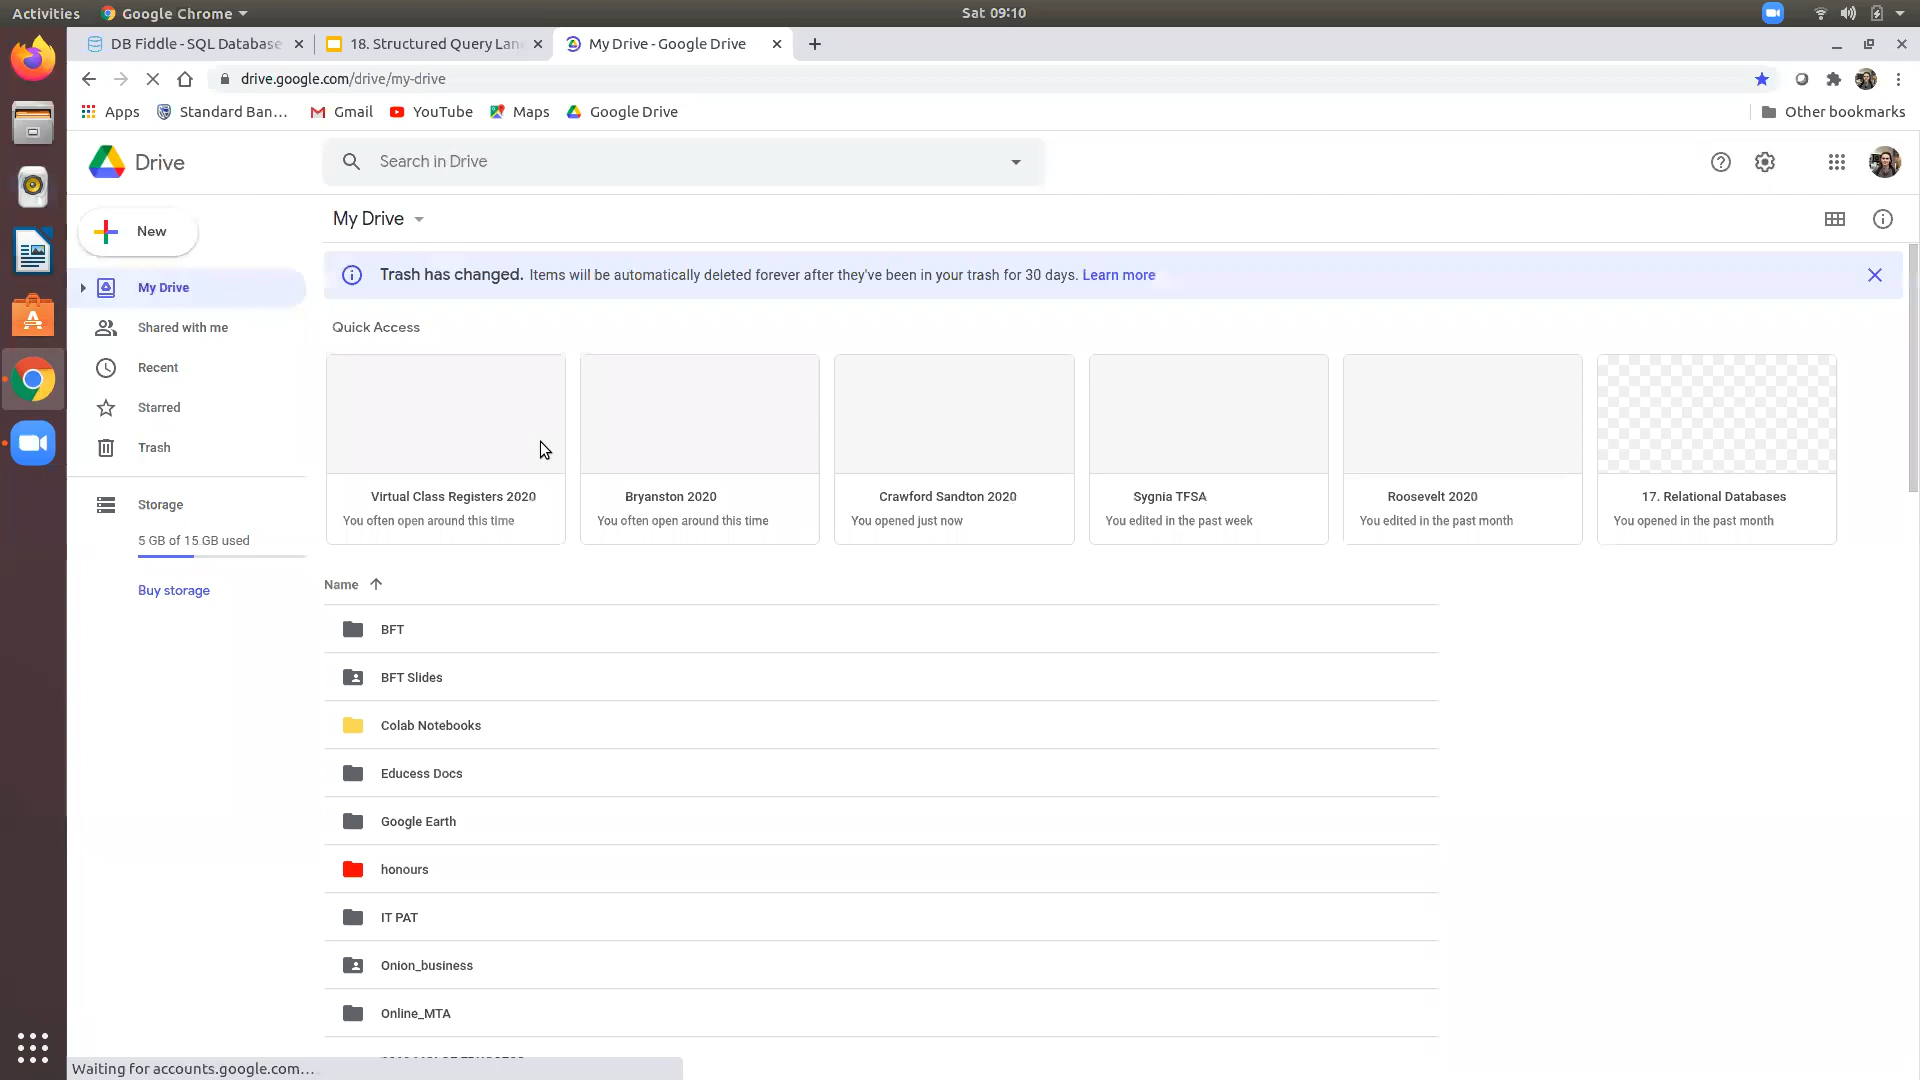 Activities Google Chrome Sat 09:10
DB Fiddle - SQL Database 18. Structured Query Lan My Drive - Google Drive
drive.google.com/drive/my-drive
Apps Standard Ban... Gmail YouTube Maps Google Drive Other bookmarks
Drive Search in Drive
New My Drive
My Drive
Trash has changed. Items will be automatically deleted forever after they've been in your trash for 30 days. Learn more
Shared with me
Quick Access
Recent
Starred
Trash
Virtual Class Registers 2020 Bryanston 2020 Crawford Sandton 2020 Sygnia TFSA Roosevelt 2020 17. Relational Databases
You often open around this time You often open around this time You opened just now You edited in the past week You edited in the past month You opened in the past month
Storage
5 GB of 15 GB used
Buy storage
Name
BFT
BFT Slides
Colab Notebooks
Educess Docs
Google Earth
honours
IT PAT
Onion_business
Online_MTA
Waiting for accounts.google.com...